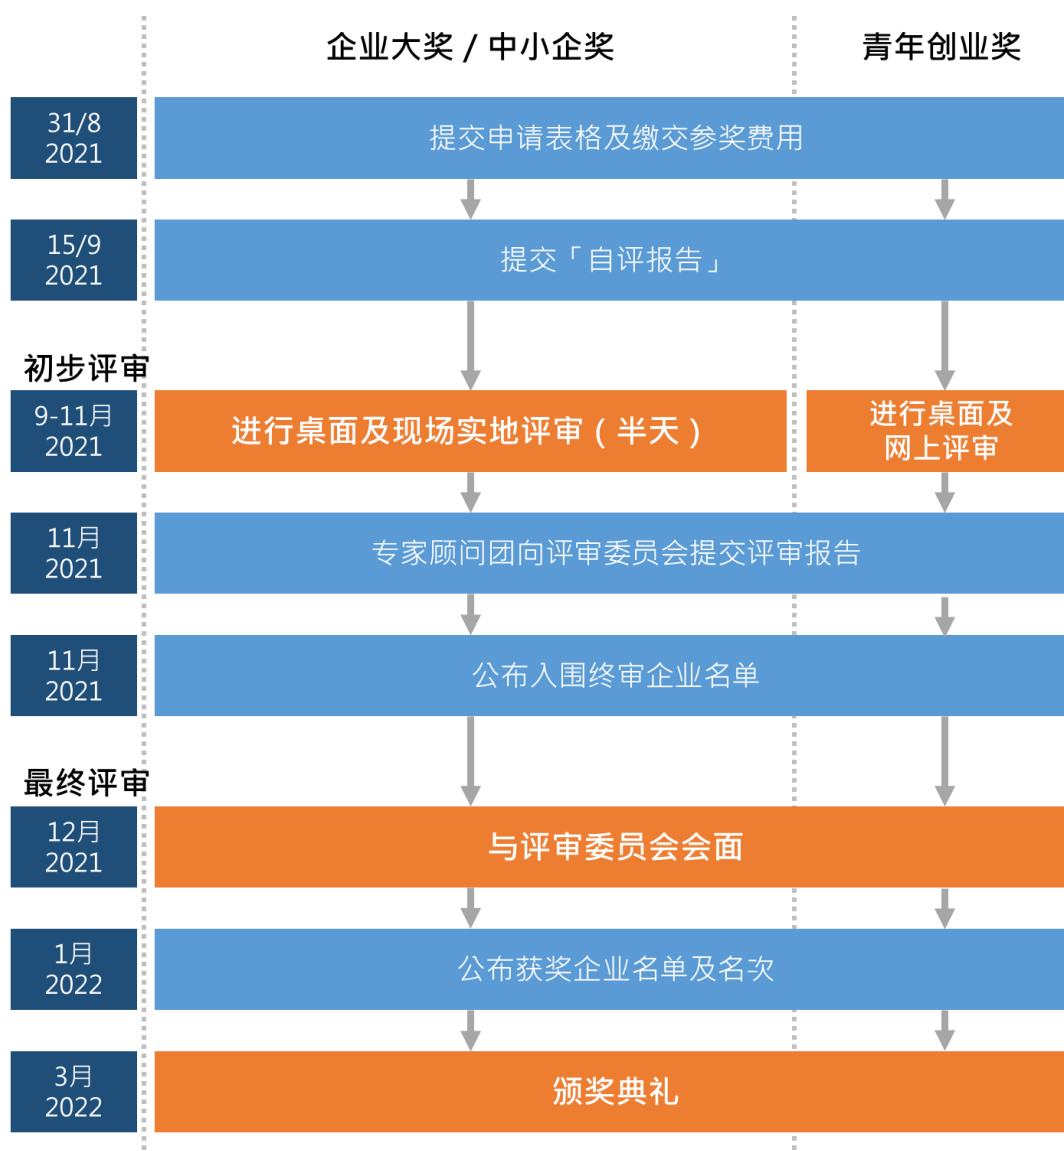 企业大奖 / 中小企奖
青年创业奖
31/8
2021
提交申请表格及缴交参奖费用
15/9
2021
提交「自评报告」
初步评审
9-11月
2021
进行桌面及现场实地评审（半天）
进行桌面及
网上评审
11月
2021
专家顾问团向评审委员会提交评审报告
11月
2021
公布入围终审企业名单
最终评审
12月
2021
与评审委员会会面
1月
2022
公布获奖企业名单及名次
3月
2022
颁奖典礼